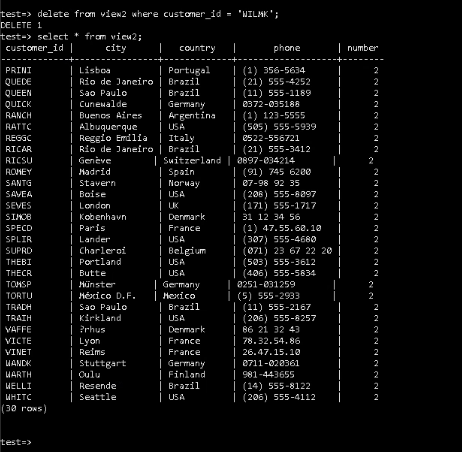 test=> delete from view2 where customer_id = 'WILMK';
DELETE 1
test=> select * from view2;
customer_id | city | country | phone | number
-------------+----------------+-------------+-------------------+--------
PRINI | Lisboa | Portugal | (1) 356-5634 | 2
QUEDE | Rio de Janeiro | Brazil | (21) 555-4252 | 2
QUEEN | Sao Paulo | Brazil | (11) 555-1189 | 2
QUICK | Cunewalde | Germany | 0372-035188 | 2
RANCH | Buenos Aires | Argentina | (1) 123-5555 | 2
RATTC | Albuquerque | USA | (505) 555-5939 | 2
REGGC | Reggio Emilia | Italy | 0522-556721 | 2
RICAR | Rio de Janeiro | Brazil | (21) 555-3412 | 2
RICSU | Genève | Switzerland | 0897-034214 | 2
ROMEY | Madrid | Spain | (91) 745 6200 | 2
SANTG | Stavern | Norway | 07-98 92 35 | 2
SAVEA | Boise | USA | (208) 555-8097 | 2
SEVES | London | UK | (171) 555-1717 | 2
SIMOB | Kobenhavn | Denmark | 31 12 34 56 | 2
SPECD | Paris | France | (1) 47.55.60.10 | 2
SPLIR | Lander | USA | (307) 555-4680 | 2
SUPRD | Charleroi | Belgium | (071) 23 67 22 20 | 2
THEBI | Portland | USA | (503) 555-3612 | 2
THECR | Butte | USA | (406) 555-5834 | 2
TOMSP | Münster | Germany | 0251-031259 | 2
TORTU | México D.F. | Mexico | (5) 555-2933 | 2
TRADH | Sao Paulo | Brazil | (11) 555-2167 | 2
TRAIH | Kirkland | USA | (206) 555-8257 | 2
VAFFE | ?rhus | Denmark | 86 21 32 43 | 2
VICTE | Lyon | France | 78.32.54.86 | 2
VINET | Reims | France | 26.47.15.10 | 2
WANDK | Stuttgart | Germany | 0711-020361 | 2
WARTH | Oulu | Finland | 981-443655 | 2
WELLI | Resende | Brazil | (14) 555-8122 | 2
WHITC | Seattle | USA | (206) 555-4112 | 2
(30 rows)
test=>